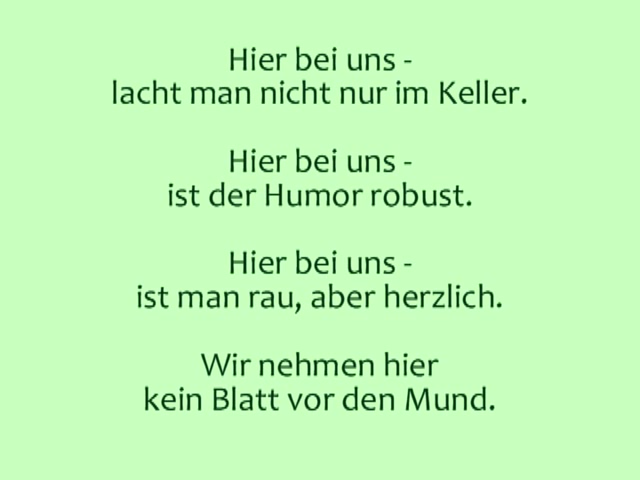 Hier bei uns -
lacht man nicht nur im Keller.
Hier bei uns -
ist der Humor robust.
Hier bei uns -
ist man rau, aber herzlich.
Wir nehmen hier
kein Blatt vor den Mund.